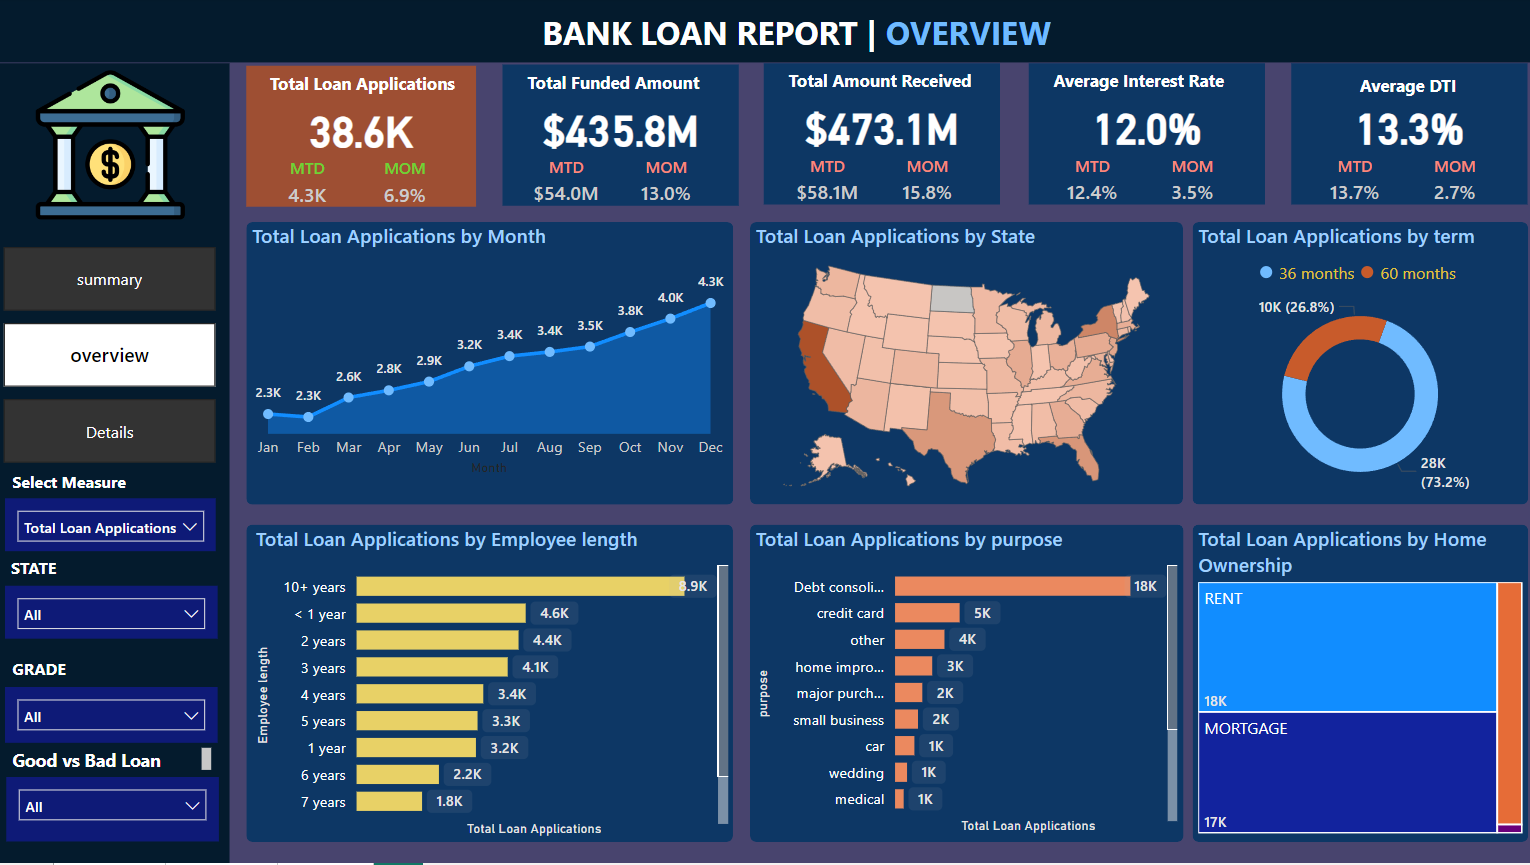 BANK LOAN REPORT | OVERVIEW
Total Loan Applications
38.6K
MTD MOM
4.3K 6.9%
Total Funded Amount
$435.8M
MTD MOM
$54.0M 13.0%
Total Amount Received
$473.1M
MTD MOM
$58.1M 15.8%
Average Interest Rate
12.0%
MTD MOM
12.4% 3.5%
Average DTI
13.3%
MTD MOM
13.7% 2.7%
summary
overview
Details
Select Measure
Total Loan Applications
STATE
All
GRADE
All
Good vs Bad Loan
All
Total Loan Applications by Month
2.3K 2.3K 2.6K 2.8K 2.9K 3.2K 3.4K 3.4K 3.5K 3.8K 4.0K 4.3K
Jan Feb Mar Apr May Jun Jul Aug Sep Oct Nov Dec
Month
Total Loan Applications by State
Total Loan Applications by term
36 months 60 months
10K (26.8%)
28K
(73.2%)
Total Loan Applications by Employee length
Employee length
10+ years 8.9K
< 1 year 4.6K
2 years 4.4K
3 years 4.1K
4 years 3.4K
5 years 3.3K
1 year 3.2K
6 years 2.2K
7 years 1.8K
Total Loan Applications
Total Loan Applications by purpose
purpose
Debt consoli... 18K
credit card 5K
other 4K
home impro... 3K
major purch... 2K
small business 2K
car 1K
wedding 1K
medical 1K
Total Loan Applications
Total Loan Applications by Home
Ownership
RENT
18K
MORTGAGE
17K